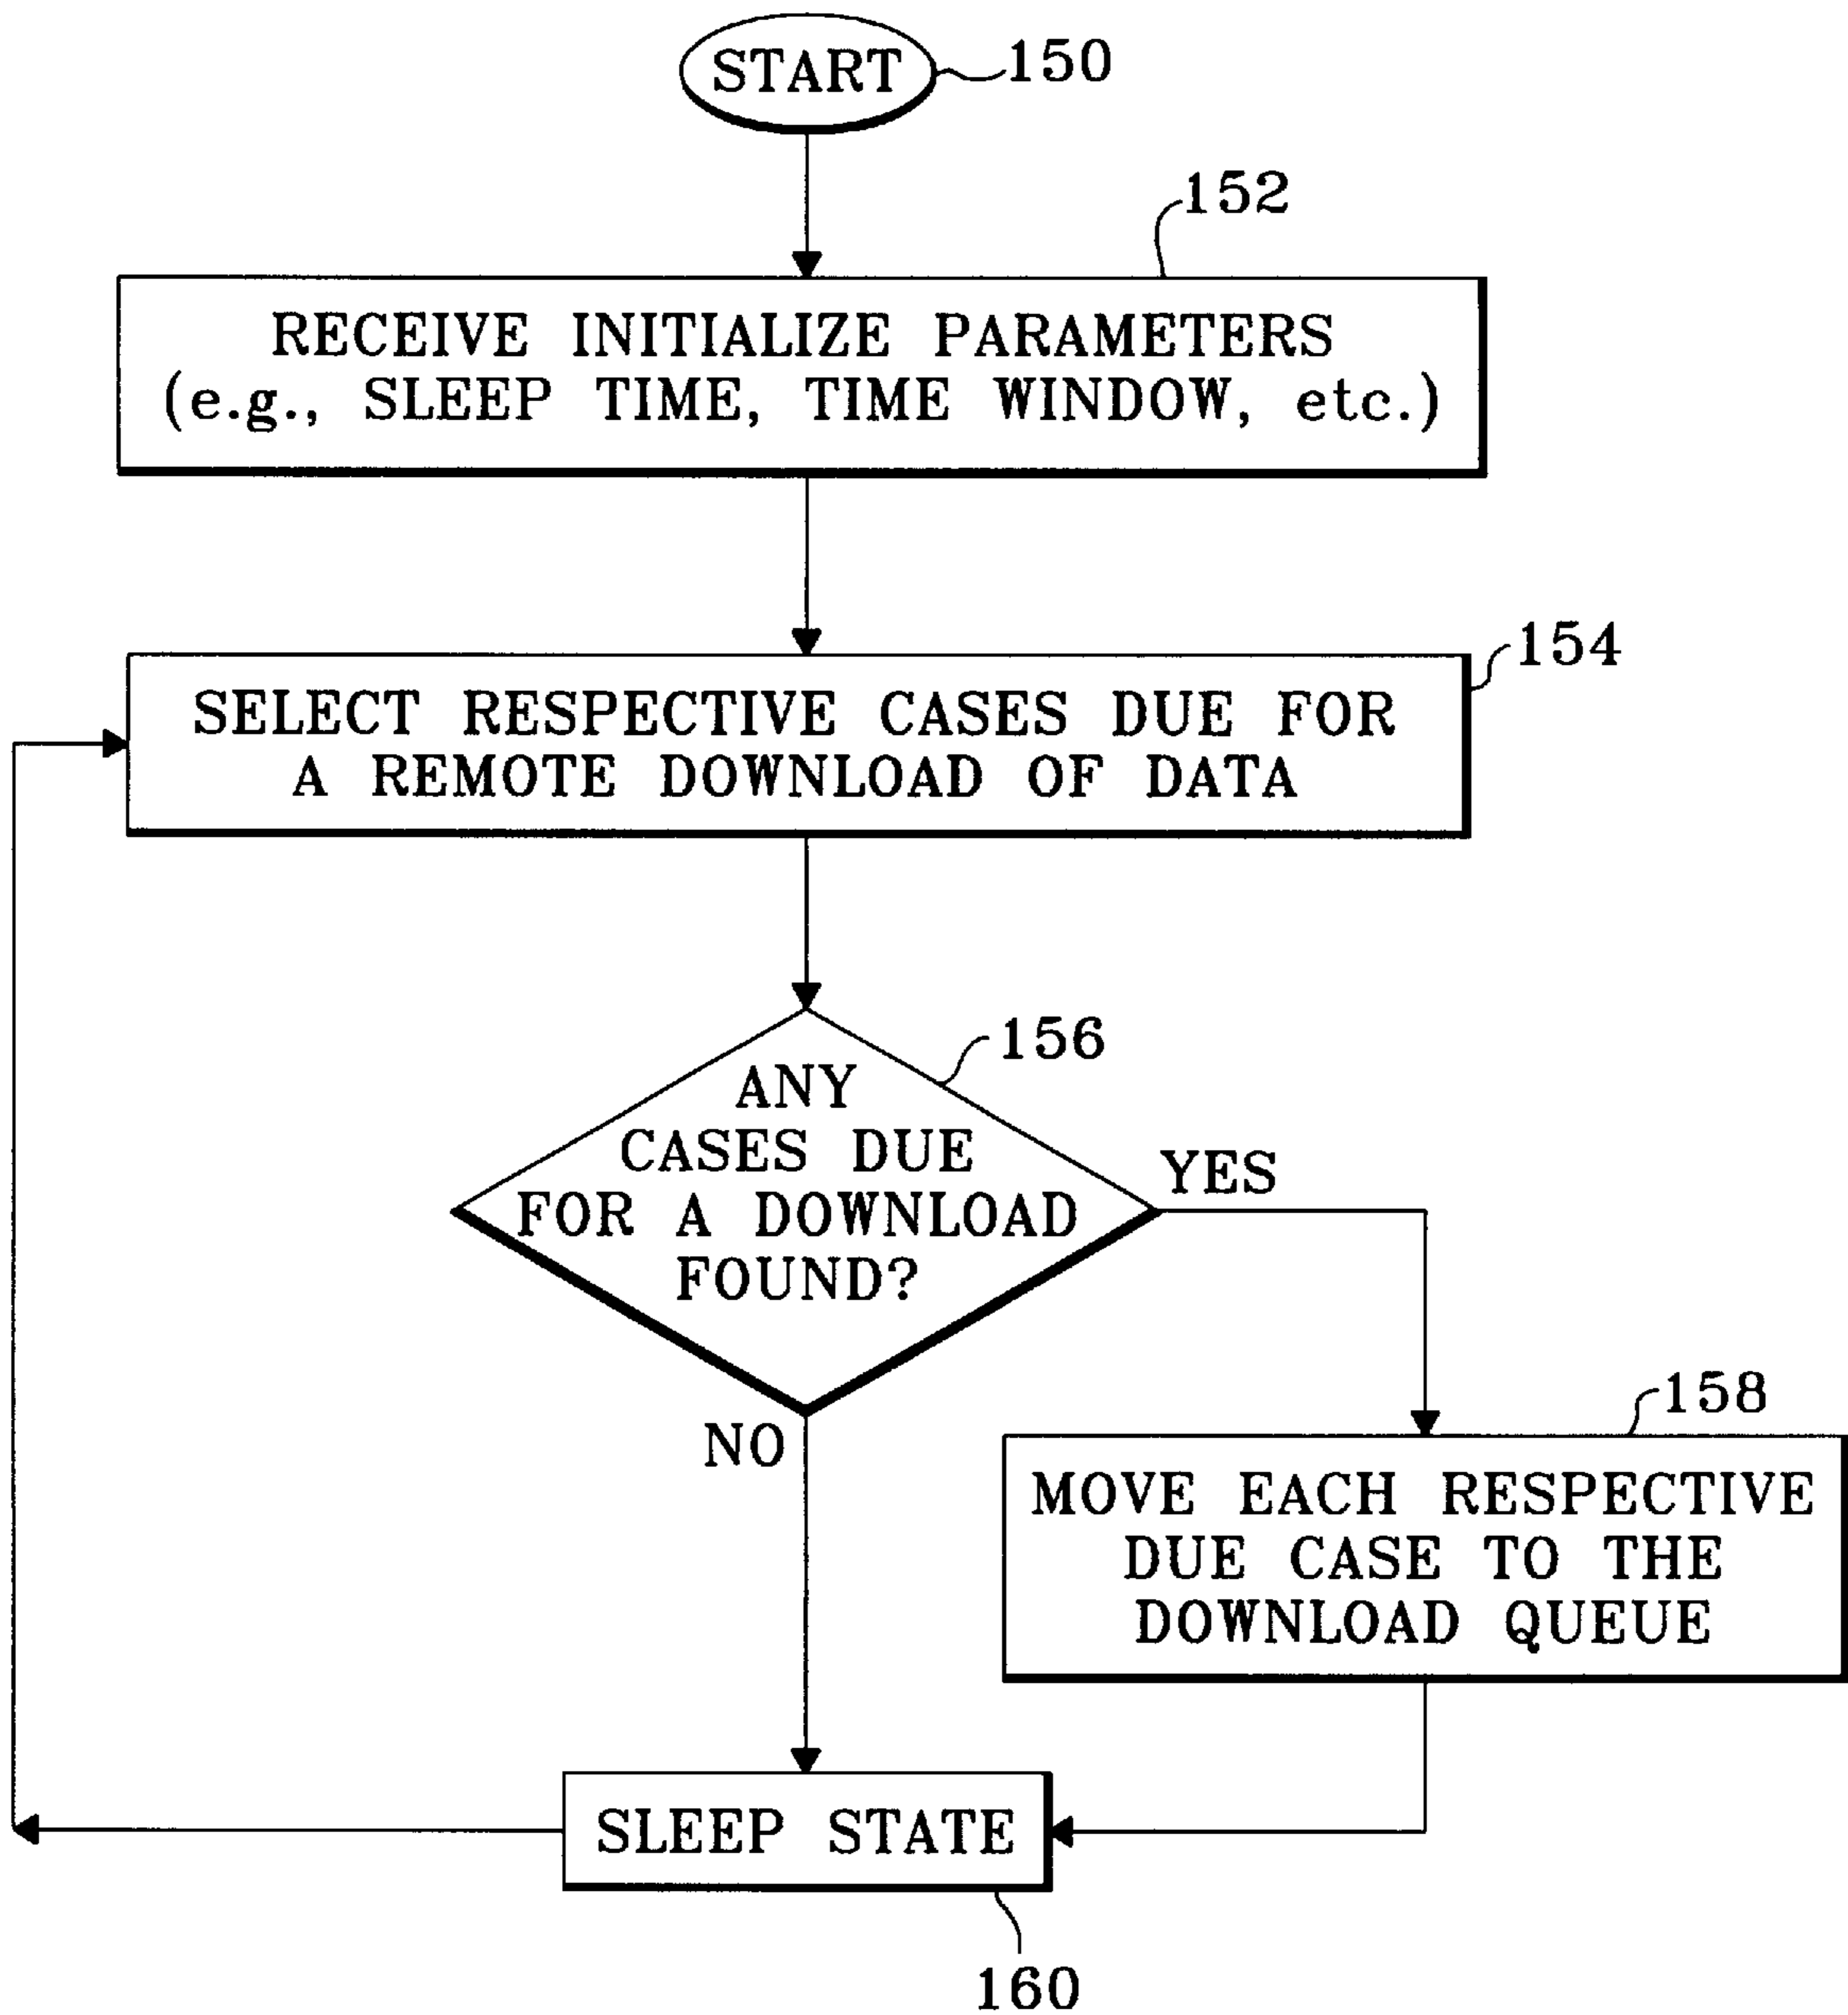 START
150
152
RECEIVE INITIALIZE PARAMETERS
(e.g., SLEEP TIME, TIME WINDOW, etc.)
154
SELECT RESPECTIVE CASES DUE FOR
A REMOTE DOWNLOAD OF DATA
156
ANY
CASES DUE
FOR A DOWNLOAD
FOUND?
YES
NO
158
MOVE EACH RESPECTIVE
DUE CASE TO THE
DOWNLOAD QUEUE
SLEEP STATE
160